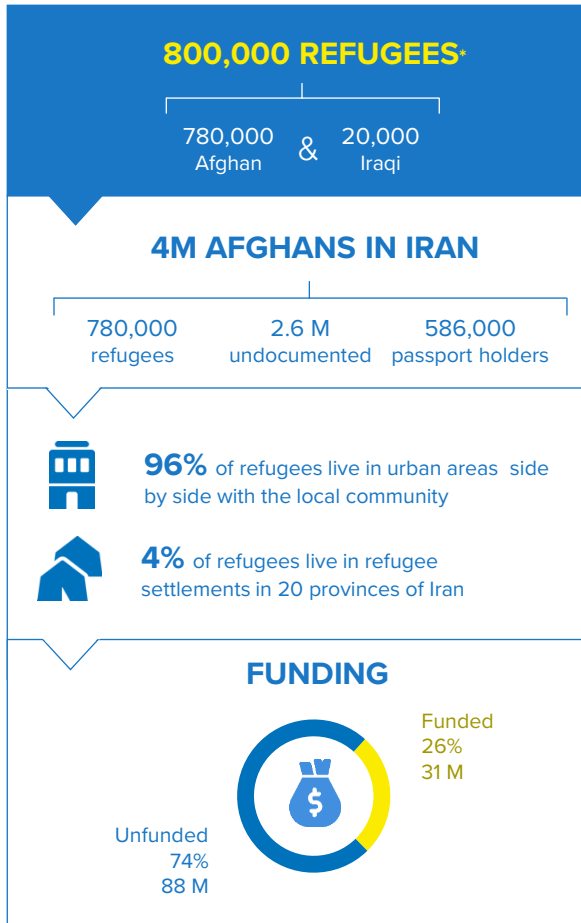 800,000 REFUGEES*
780,000
Afghan
&
20,000
Iraqi
4M AFGHANS IN IRAN
780,000
refugees
2.6 M
undocumented
586,000
passport holders
96% of refugees live in urban areas side
by side with the local community
4% of refugees live in refugee
settlements in 20 provinces of Iran
FUNDING
Funded
26%
31 M
$
Unfunded
74%
88 M